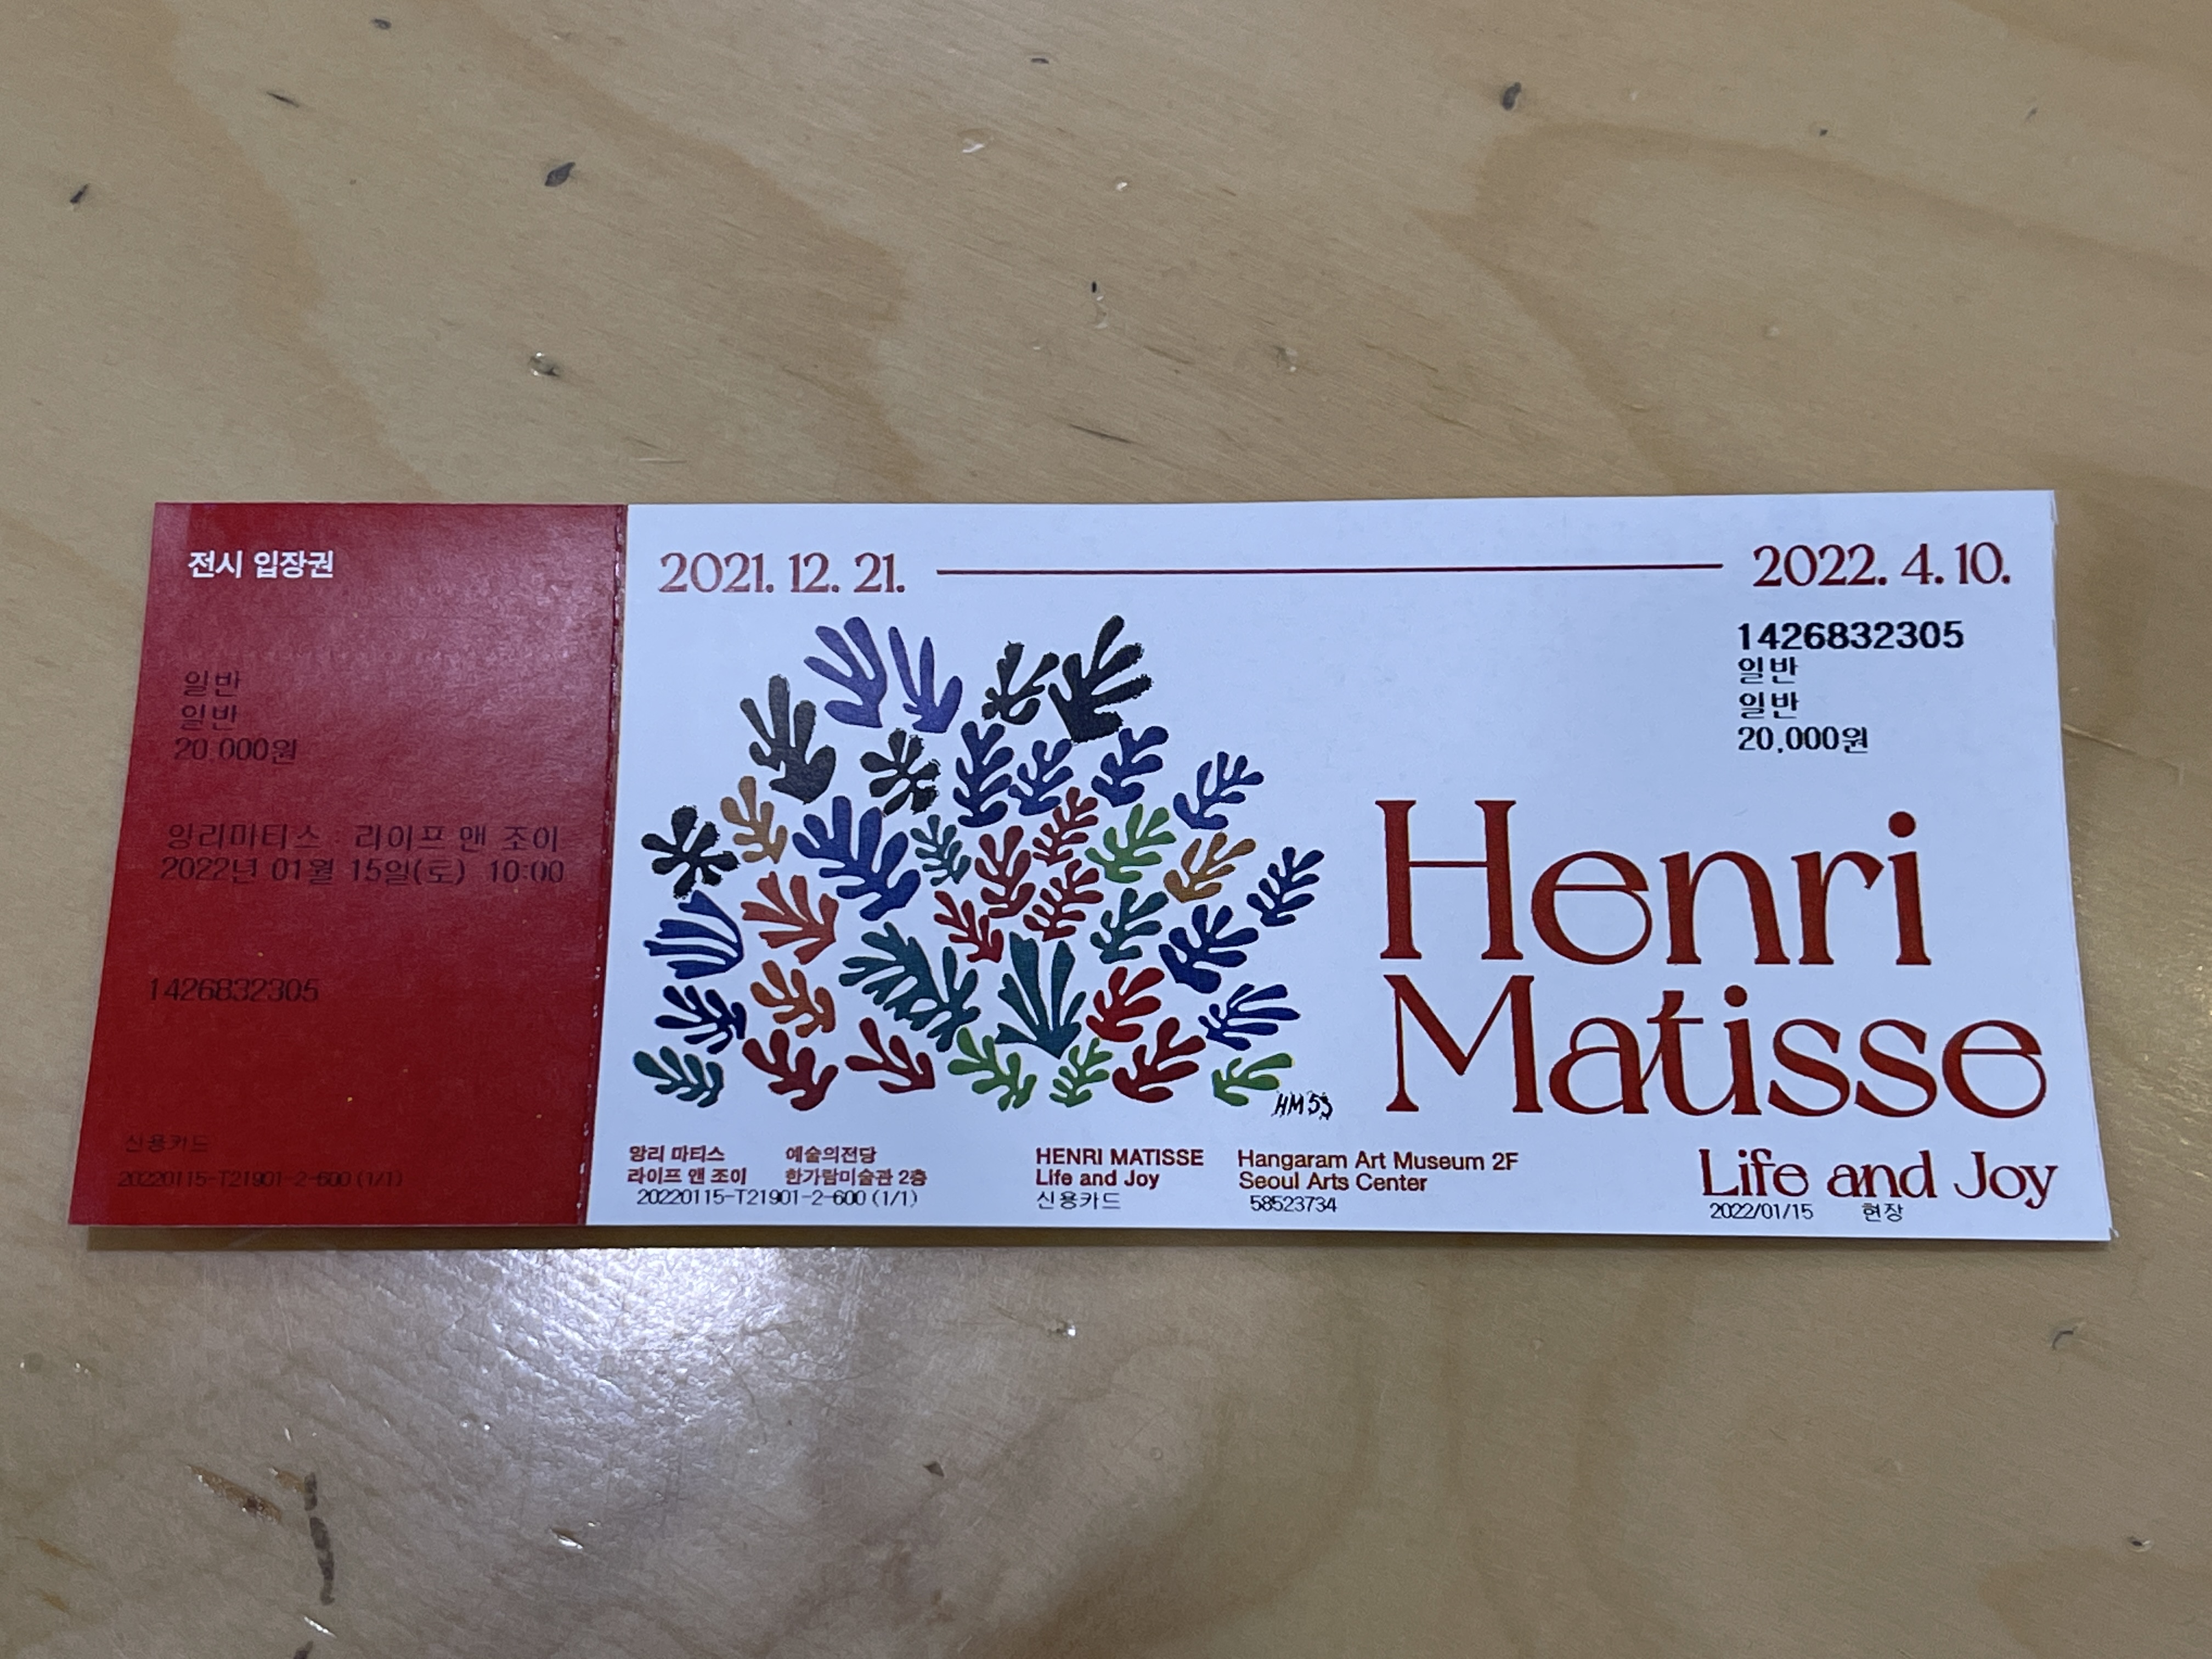 전시 입장권
일반
일반
20,000원
앙리마티스 : 라이프 앤 조이
2022년 01월 15일(토) 10:00
1426832305
신용카드
20220115-T21901-2-600 (1/1)
2021. 12. 21. 2022. 4. 10.
1426832305
일반
일반
20,000원
Henri
Matisse
Life and Joy
HM 53
앙리 마티스
라이프 앤 조이
예술의전당
한가람미술관 2층
HENRI MATISSE
Life and Joy
Hangaram Art Museum 2F
Seoul Arts Center
20220115-T21901-2-600 (1/1)
신용카드
58523734
2022/01/15 현장